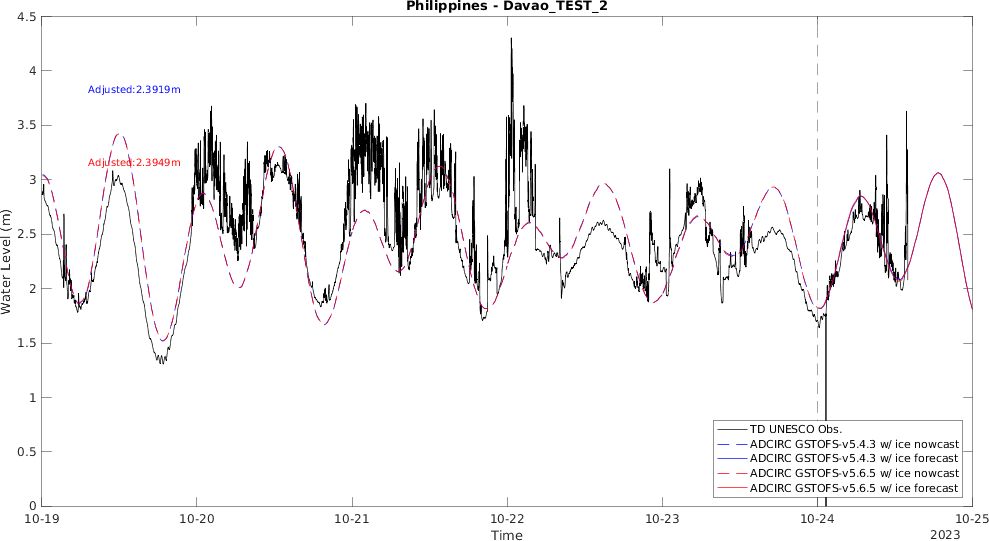 Philippines - Davao_TEST_2
4.5
4
3.5
3
2.5
2
1.5
1
0.5
0
Water Level (m)
Adjusted:2.3919m
Adjusted:2.3949m
TD UNESCO Obs.
ADCIRC GSTOFS-v5.4.3 w/ ice nowcast
ADCIRC GSTOFS-v5.4.3 w/ ice forecast
ADCIRC GSTOFS-v5.6.5 w/ ice nowcast
ADCIRC GSTOFS-v5.6.5 w/ ice forecast
10-19 10-20 10-21 10-22 10-23 10-24 10-25
Time
2023